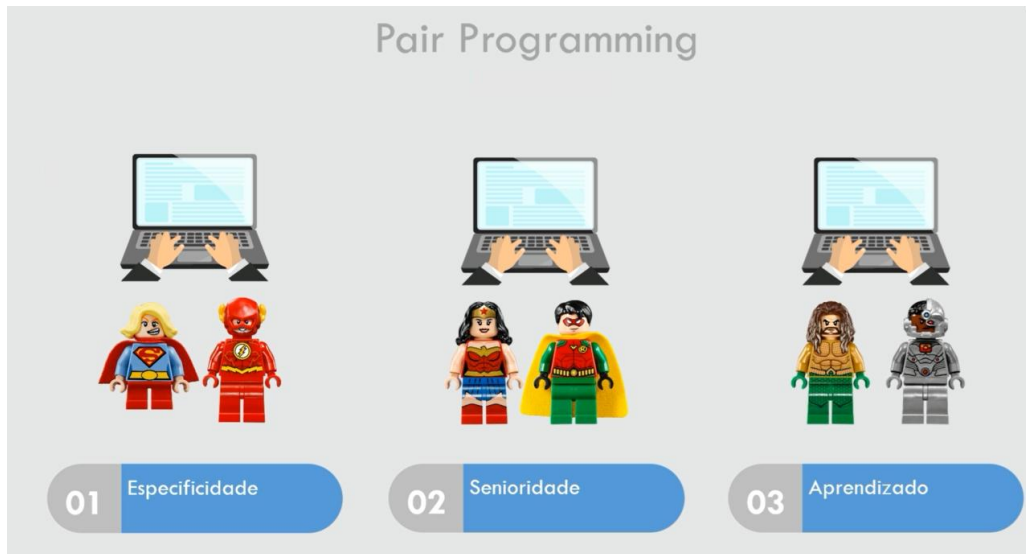 Pair Programming
01 Especificidade
02 Senioridade
03 Aprendizado